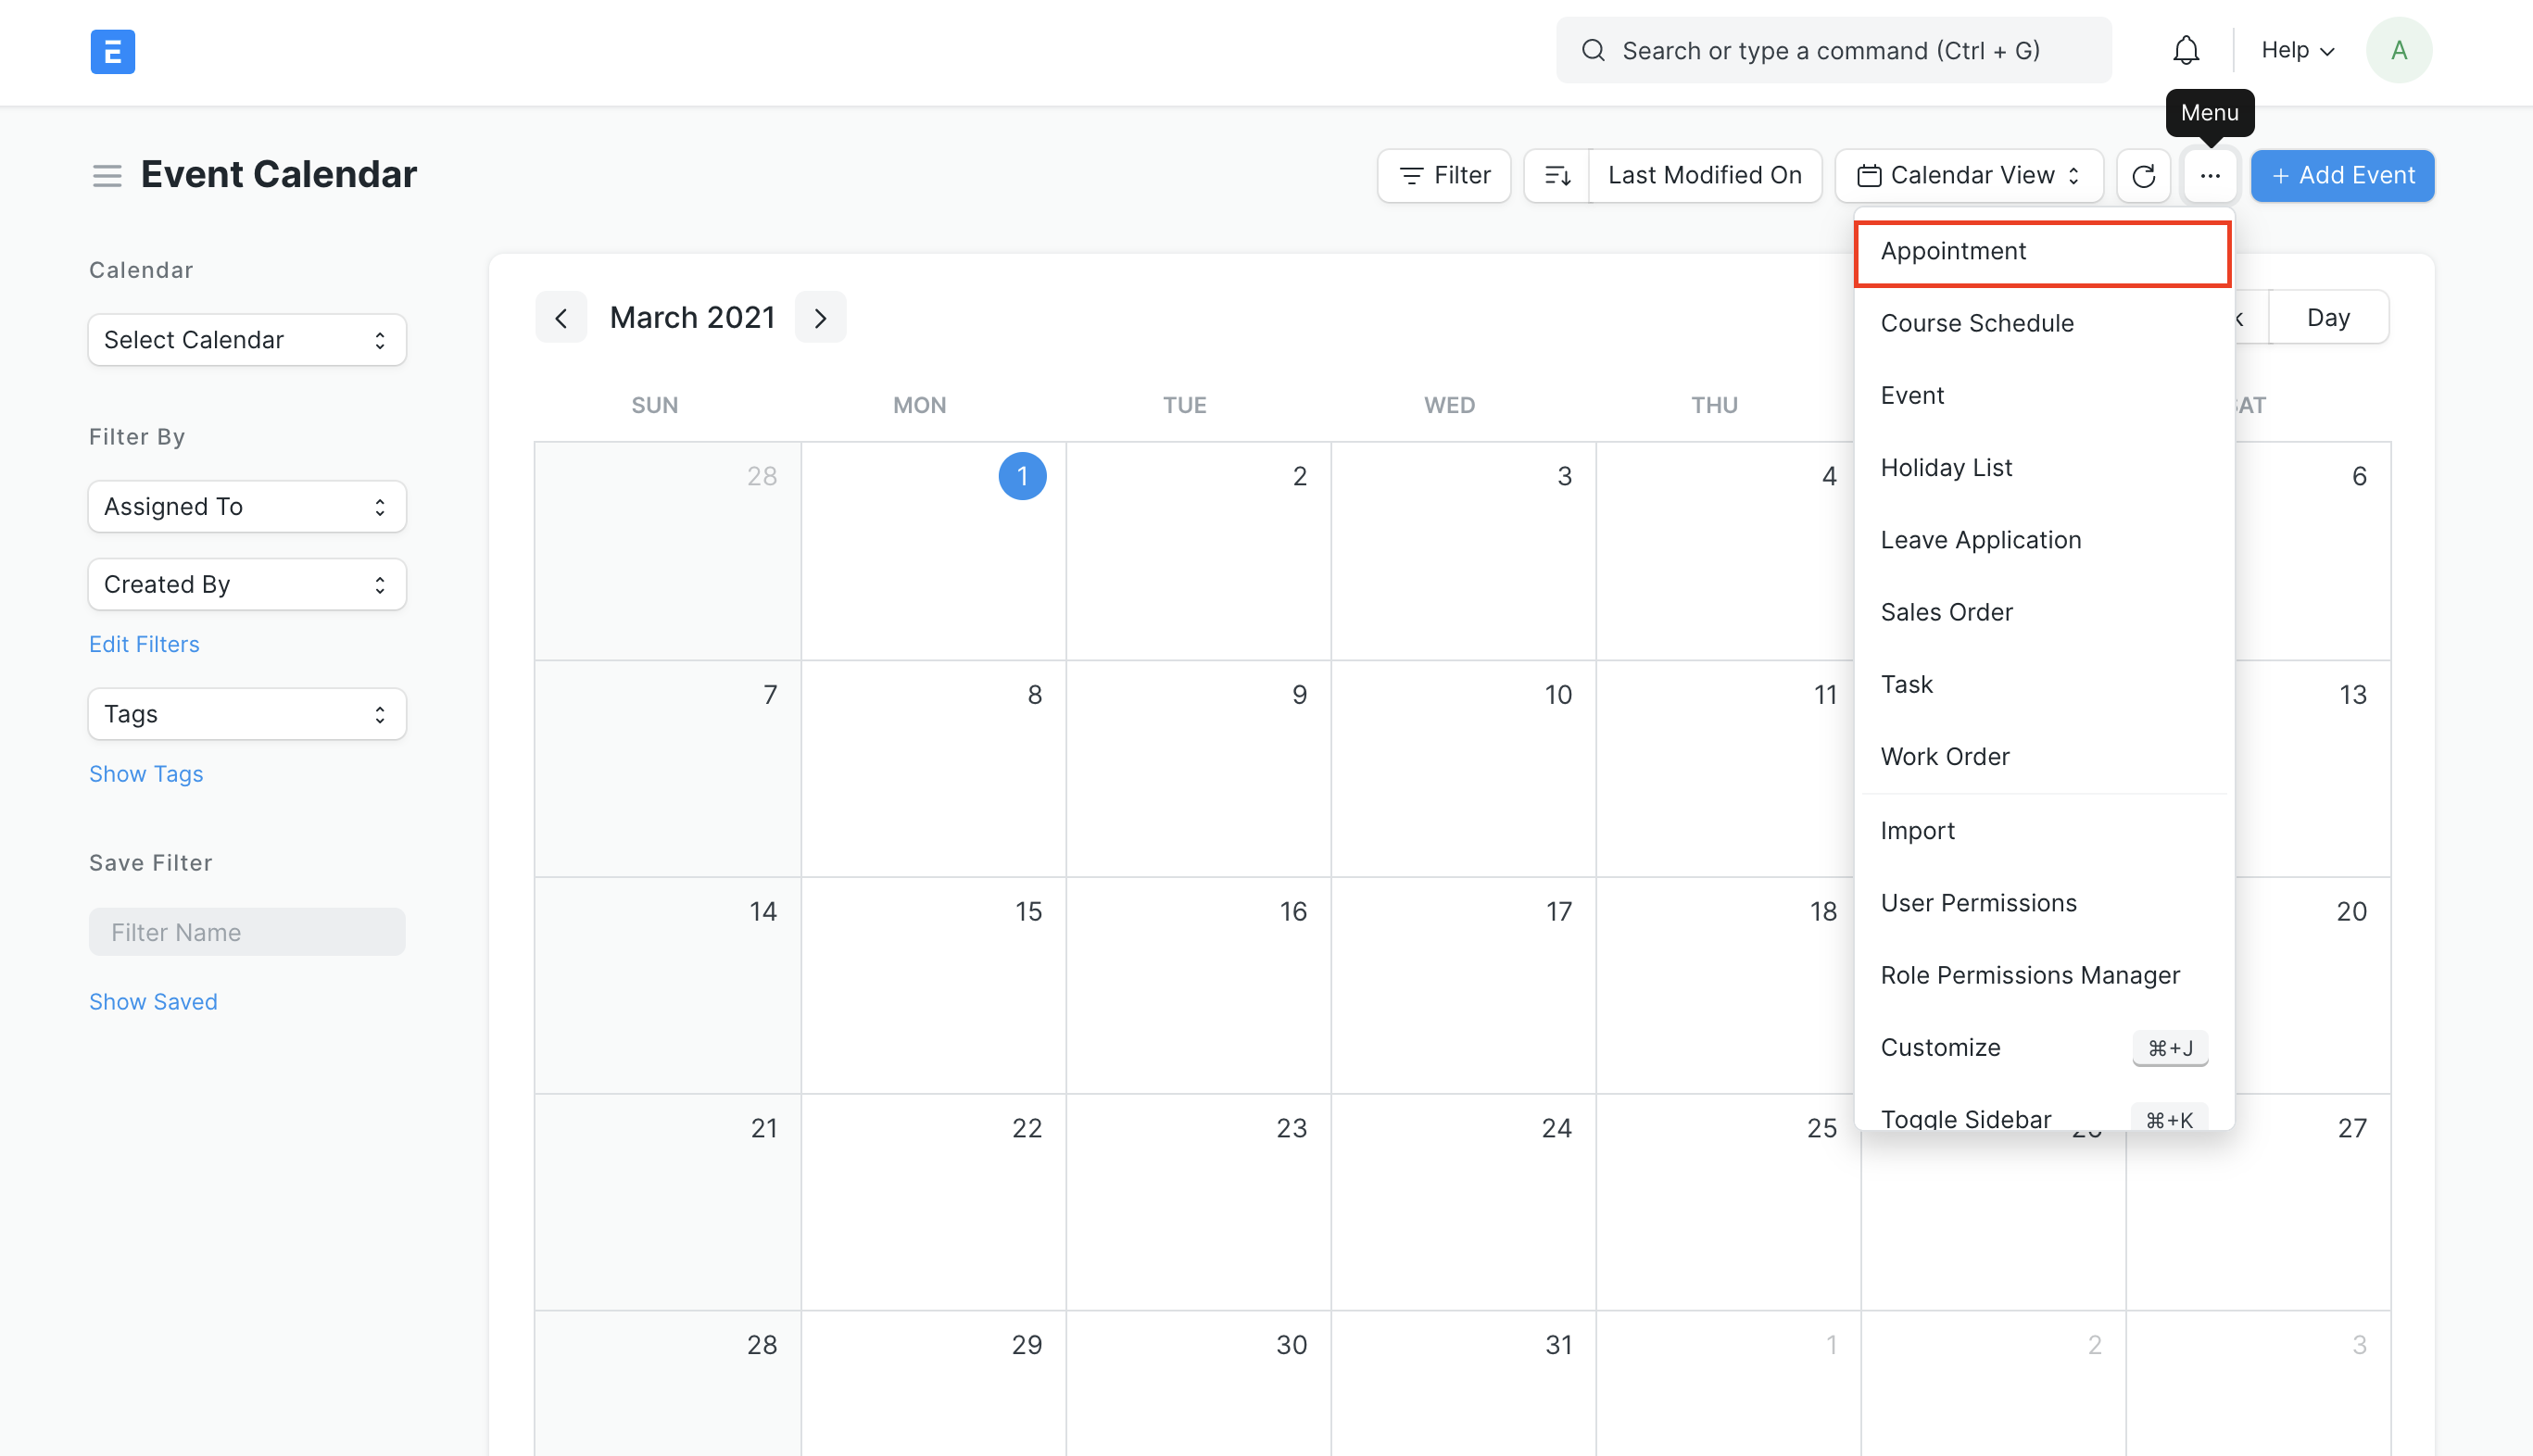 E
Search or type a command (Ctrl + G)
Help
A
Menu
Event Calendar
Filter
Last Modified On
Calendar View
Add Event
Calendar
Select Calendar
Filter By
Assigned To
Created By
Edit Filters
Tags
Show Tags
Save Filter
Filter Name
Show Saved
March 2021
Day
SUN MON TUE WED THU
28 1 2 3 4 6
7 8 9 10 11 13
14 15 16 17 18 20
21 22 23 24 25 27
28 29 30 31 1 2 3
Appointment
Course Schedule
Event
Holiday List
Leave Application
Sales Order
Task
Work Order
Import
User Permissions
Role Permissions Manager
Customize ⌘+J
Toggle Sidebar ⌘+K